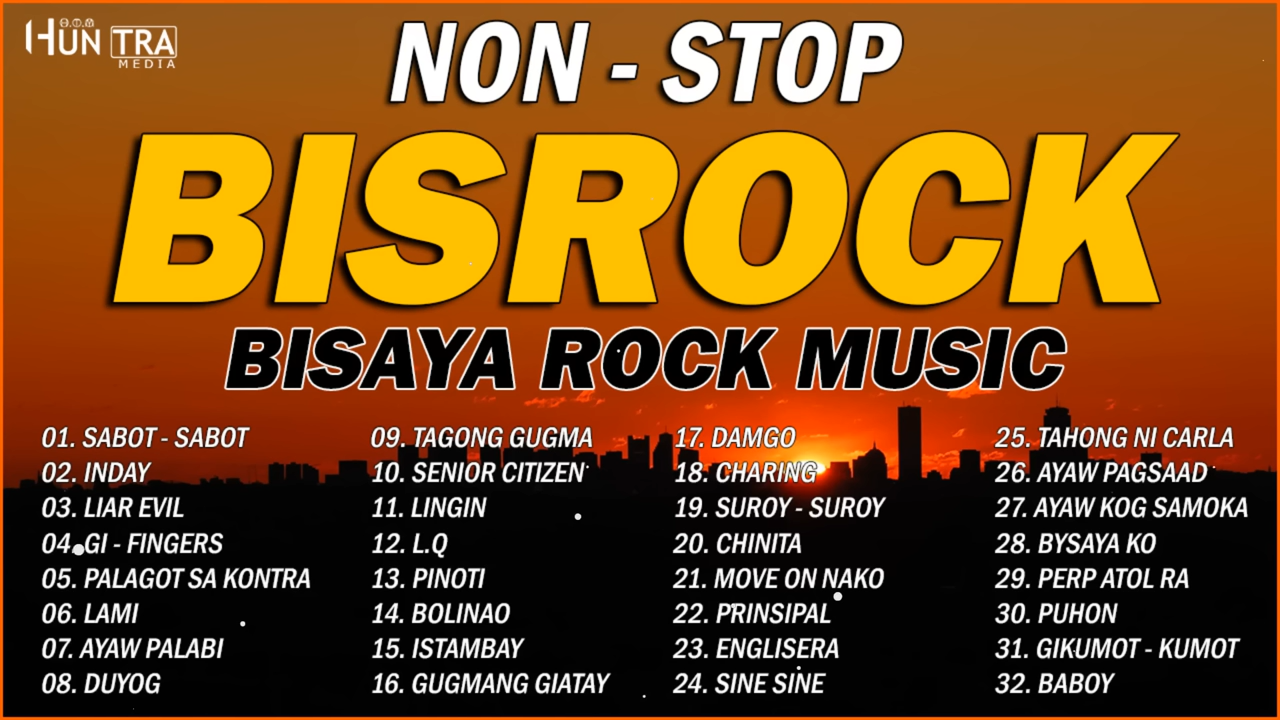 HUNTRA
MEDIA
NON - STOP
BISROCK
BISAYA ROCK MUSIC
01. SABOT - SABOT
02. INDAY
03. LIAR EVIL
04. GI - FINGERS
05. PALAGOT SA KONTRA
06. LAMI
07. AYAW PALABI
08. DUYOG
09. TAGONG GUGMA
10. SENIOR CITIZEN
11. LINGIN
12. L.Q
13. PINOTI
14. BOLINAO
15. ISTAMBAY
16. GUGMANG GIATAY
17. DAMGO
18. CHARING
19. SUROY - SUROY
20. CHINITA
21. MOVE ON NAKO
22. PRINSIPAL
23. ENGLISERA
24. SINE SINE
25. TAHONG NI CARLA
26. AYAW PAGSAAD
27. AYAW KOG SAMOKA
28. BYSAYA KO
29. PERP ATOL RA
30. PUHON
31. GIKUMOT - KUMOT
32. BABOY